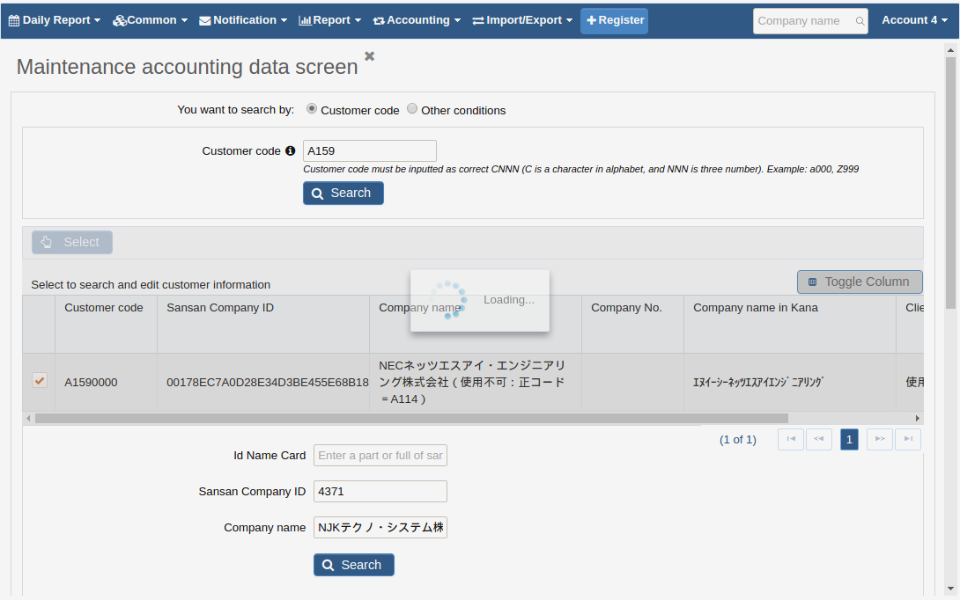 Daily Report Common Notification Report Accounting Import/Export Register Company name Account 4
Maintenance accounting data screen
You want to search by: Customer code Other conditions
Customer code A159
Customer code must be inputted as correct CNNN (C is a character in alphabet, and NNN is three number). Example: a000, Z999
Search
Select
Loading...
Select to search and edit customer information Toggle Column
Customer code Sansan Company ID Company name Company No. Company name in Kana Clie
A1590000 00178EC7A0D28E34D3BE455E68B18 NECネッツエスアイ・エンジニアリ
ング株式会社（使用不可：正コード
＝A114）
ｴﾇｲｰｼｰﾈｯﾂｴｽｱｲｴﾝｼﾞﾆｱﾘﾝｸﾞ 使用
(1 of 1) 1
Id Name Card Enter a part or full of sar
Sansan Company ID 4371
Company name NJKテクノ・システム株
Search